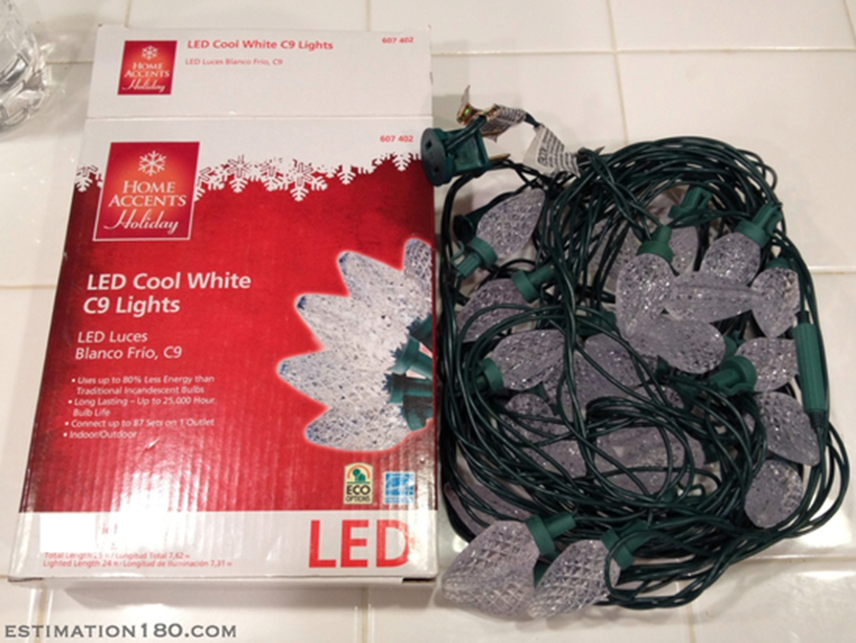 LED Cool White C9 Lights
607 402
LED Luces Blanco Frio, C9
HOME
ACCENTS
Holiday
607 402
HOME
ACCENTS
Holiday
LED Cool White
C9 Lights
LED Luces
Blanco Frio, C9
• Uses up to 80% Less Energy than
Traditional Incandescent Bulbs
• Long Lasting – Up to 25,000 Hour
Bulb Life
• Connect up to 87 Sets on 1 Outlet
• Indoor/Outdoor
ECO
OPTIONS
LED
Total Length 25 ft / Longitud Total 7,62 m
Lighted Length 24 ft / Longitud de Iluminación 7,31 m
ESTIMATION180.COM